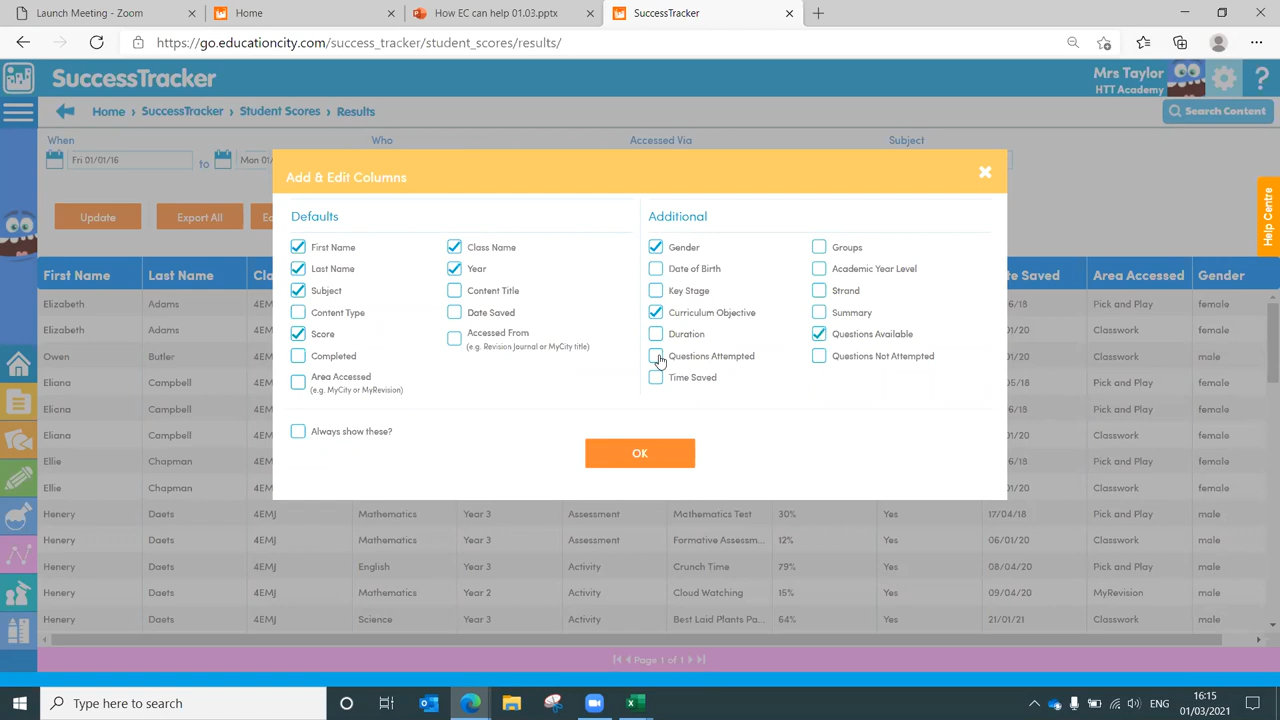 Launch Meeting - Zoom
Home
How EC can help 01.03.pptx
SuccessTracker
https://go.educationcity.com/success_tracker/student_scores/results/
SuccessTracker
Mrs Taylor
HTT Academy
?
Home › SuccessTracker › Student Scores › Results
Search Content
When
Who
Accessed Via
Subject
Fri 01/01/16
to
Mon 01/
Update
Export All
Help Centre
Add & Edit Columns
Defaults
Additional
First Name
Class Name
Gender
Groups
Last Name
Year
Date of Birth
Academic Year Level
Subject
Content Title
Key Stage
Strand
Content Type
Date Saved
Curriculum Objective
Summary
Score
Accessed From
(e.g. Revision Journal or MyCity title)
Duration
Questions Available
Completed
Questions Attempted
Questions Not Attempted
Area Accessed
(e.g. MyCity or MyRevision)
Time Saved
Always show these?
OK
First Name Last Name Area Accessed Gender
Elizabeth Adams 4EM Pick and Play female
Elizabeth Adams 4EM Classwork female
Owen Butler 4EM Classwork male
Eliana Campbell 4EM Pick and Play female
Eliana Campbell 4EM Pick and Play female
Eliana Campbell 4EM Classwork female
Ellie Chapman 4EM Pick and Play female
Ellie Chapman 4EM Classwork female
Henery Daets 4EMJ Mathematics Year 3 Assessment Mathematics Test 30% Yes 17/04/18 Pick and Play male
Henery Daets 4EMJ Mathematics Year 3 Assessment Formative Assessm... 12% Yes 06/01/20 Classwork male
Henery Daets 4EMJ English Year 3 Activity Crunch Time 79% Yes 08/04/20 Pick and Play male
Henery Daets 4EMJ Mathematics Year 2 Activity Cloud Watching 15% Yes 09/04/20 MyRevision male
Henery Daets 4EMJ Science Year 3 Activity Best Laid Plants Pa... 64% Yes 21/01/21 Classwork male
Page 1 of 1
Type here to search
16:15
01/03/2021